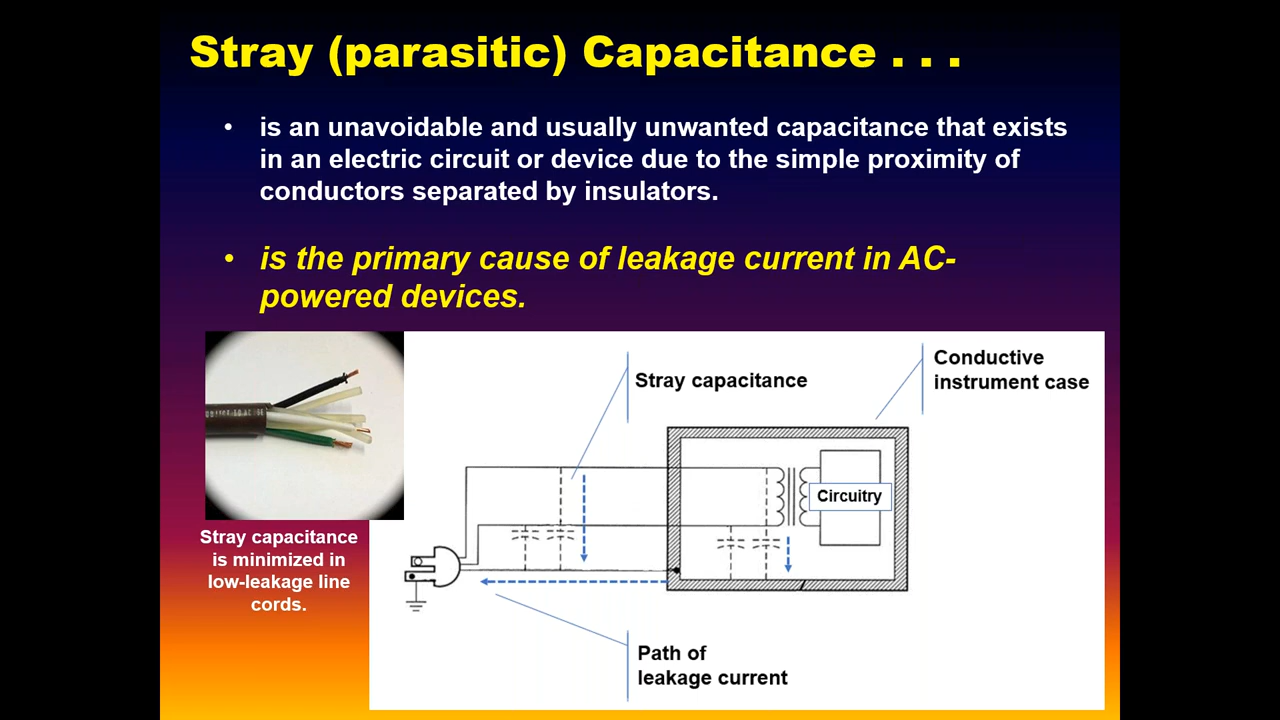 Stray (parasitic) Capacitance . . .
• is an unavoidable and usually unwanted capacitance that exists
in an electric circuit or device due to the simple proximity of
conductors separated by insulators.
• is the primary cause of leakage current in AC-
powered devices.
Stray capacitance
Conductive
instrument case
Circuitry
Stray capacitance
is minimized in
low-leakage line
cords.
Path of
leakage current